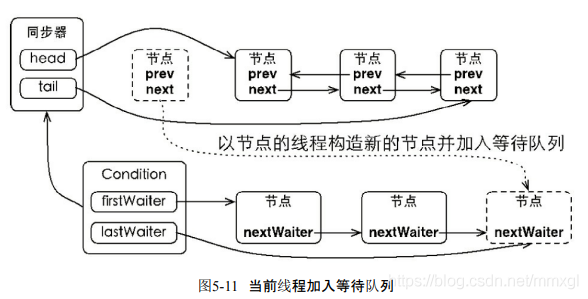 同步器
head
tail
节点
prev
next
节点
prev
next
节点
prev
next
节点
prev
next
以节点的线程构造新的节点并加入等待队列
Condition
firstWaiter
lastWaiter
节点
nextWaiter
节点
nextWaiter
节点
nextWaiter
图5-11 当前线程加入等待队列
https://blog.csdn.net/mmxgl